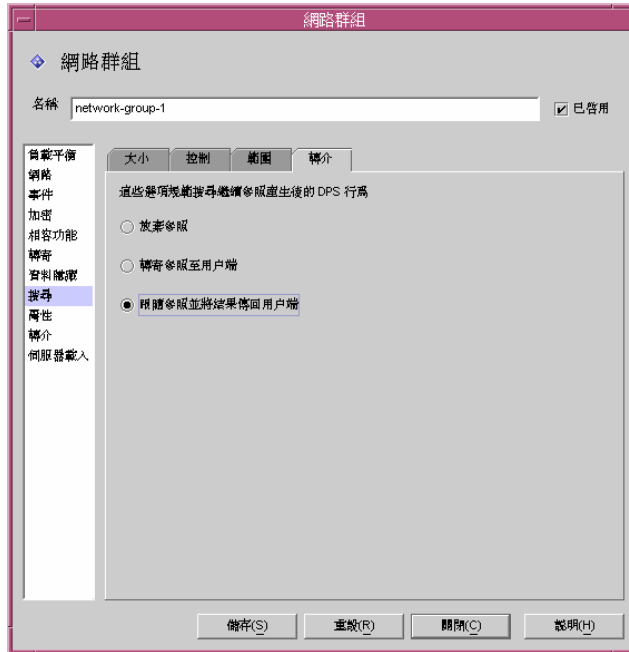 網路群組
網路群組
名稱 network-group-1 已啓用
負載平衡
網路
事件
加密
相容功能
轉寄
資料隱藏
搜尋
屬性
轉介
伺服器載入
大小 控制 範圍 轉介
這些選項規範搜尋繼續參照產生後的 DPS 行為
放棄參照
轉寄參照至用户端
跟隨參照並將結果傳回用户端
儲存(S) 重設(R) 關閉(C) 說明(H)